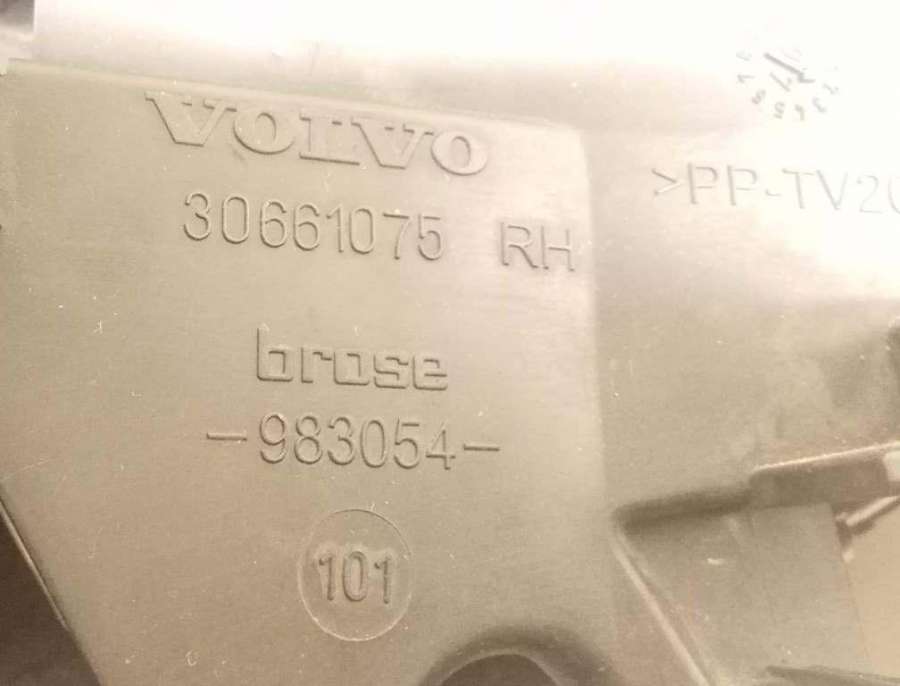 VOLVO
30661075 RH
>PP-TV20
brose
-983054-
101